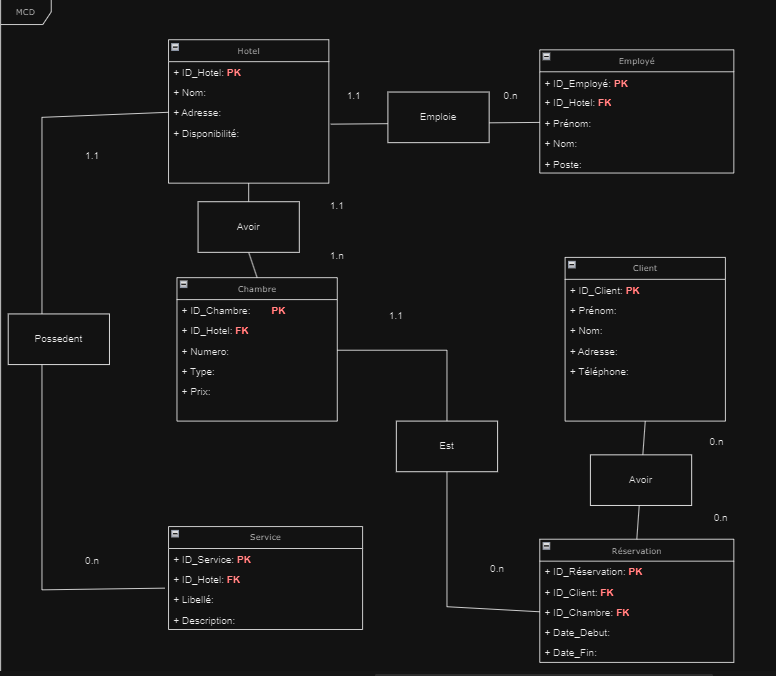 MCD
Hotel
+ ID_Hotel: PK
+ Nom:
+ Adresse:
+ Disponibilité:
1.1
Emploie
0.n
Employé
+ ID_Employé: PK
+ ID_Hotel: FK
+ Prénom:
+ Nom:
+ Poste:
1.1
Avoir
1.1
1.n
Chambre
+ ID_Chambre: PK
+ ID_Hotel: FK
+ Numero:
+ Type:
+ Prix:
1.1
Client
+ ID_Client: PK
+ Prénom:
+ Nom:
+ Adresse:
+ Téléphone:
Possedent
Est
0.n
Avoir
0.n
Service
+ ID_Service: PK
+ ID_Hotel: FK
+ Libellé:
+ Description:
0.n
0.n
Réservation
+ ID_Réservation: PK
+ ID_Client: FK
+ ID_Chambre: FK
+ Date_Debut:
+ Date_Fin: